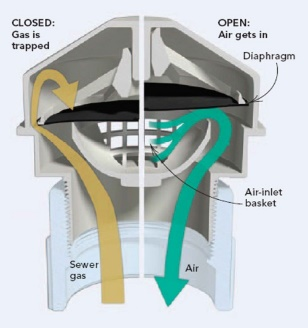 CLOSED:
Gas is
trapped
OPEN:
Air gets in
Diaphragm
Air-inlet
basket
Sewer
gas
Air